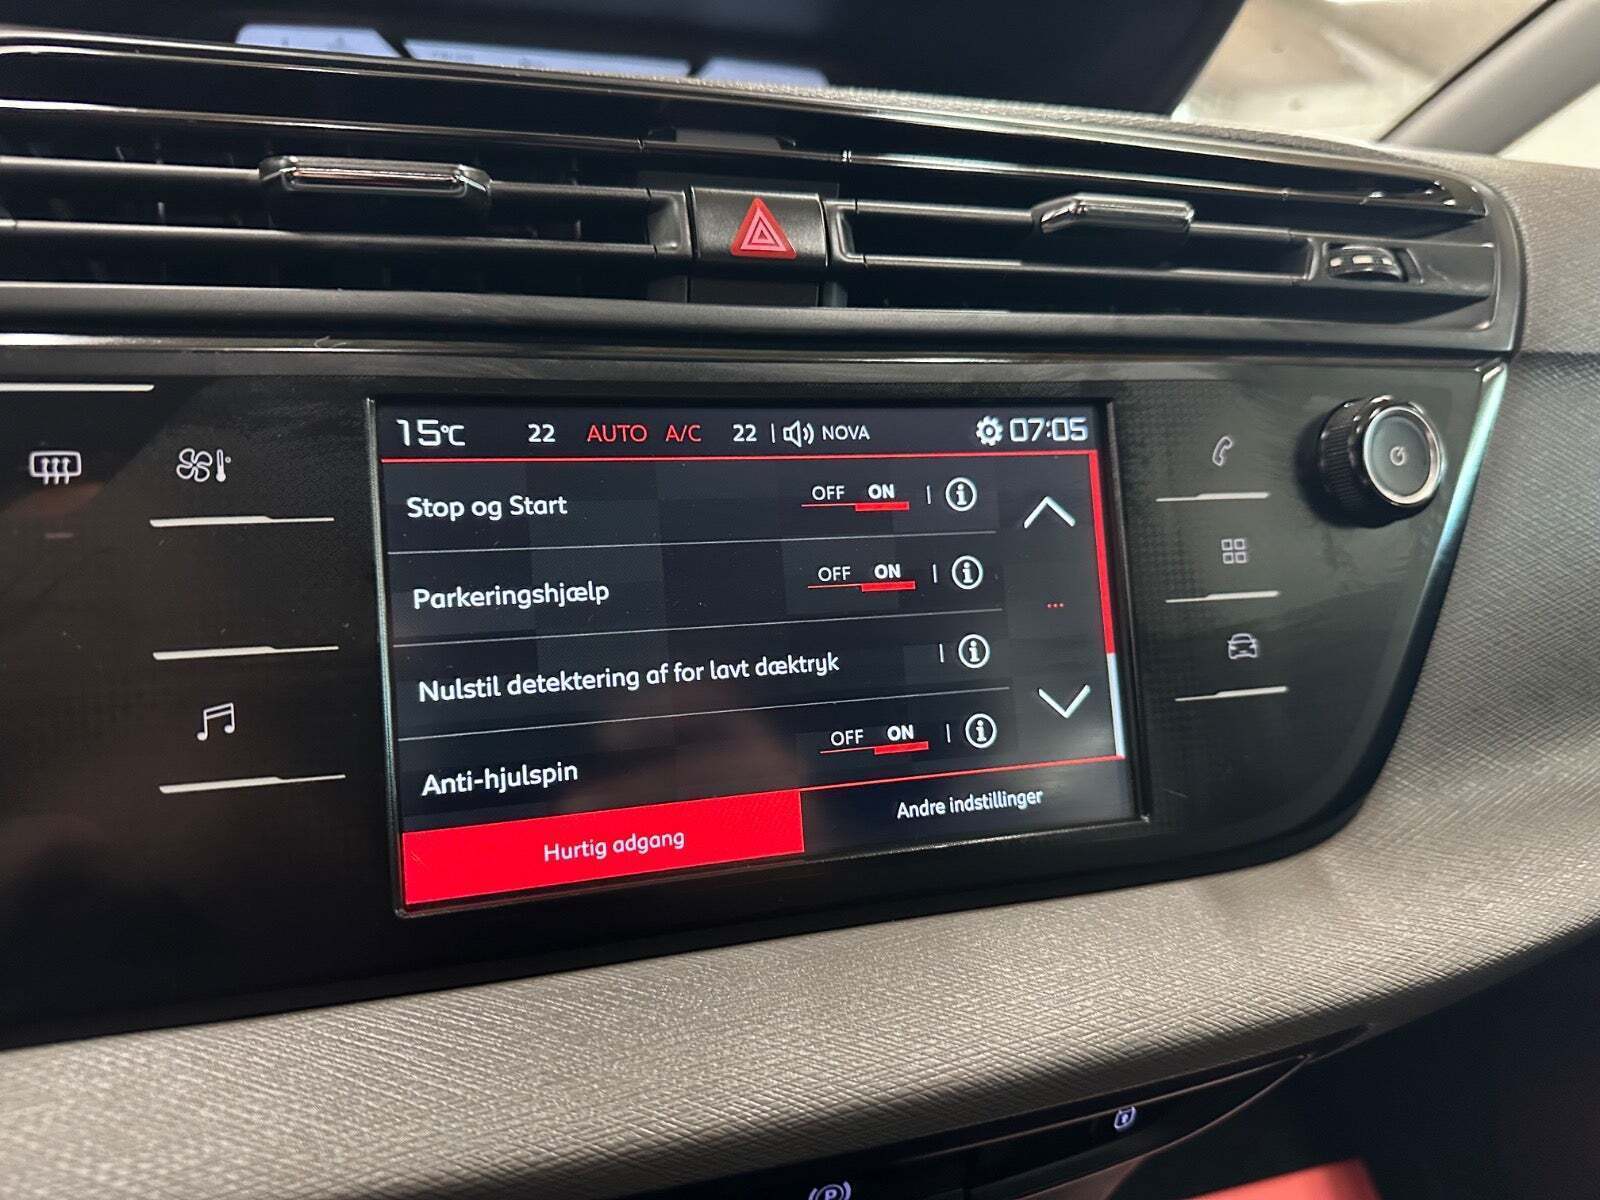 15°C 22 AUTO A/C 22 NOVA 07:05
Stop og Start OFF ON
Parkeringshjælp OFF ON
Nulstil detektering af for lavt dæktryk
Anti-hjulspin OFF ON
Hurtig adgang Andre indstillinger
P